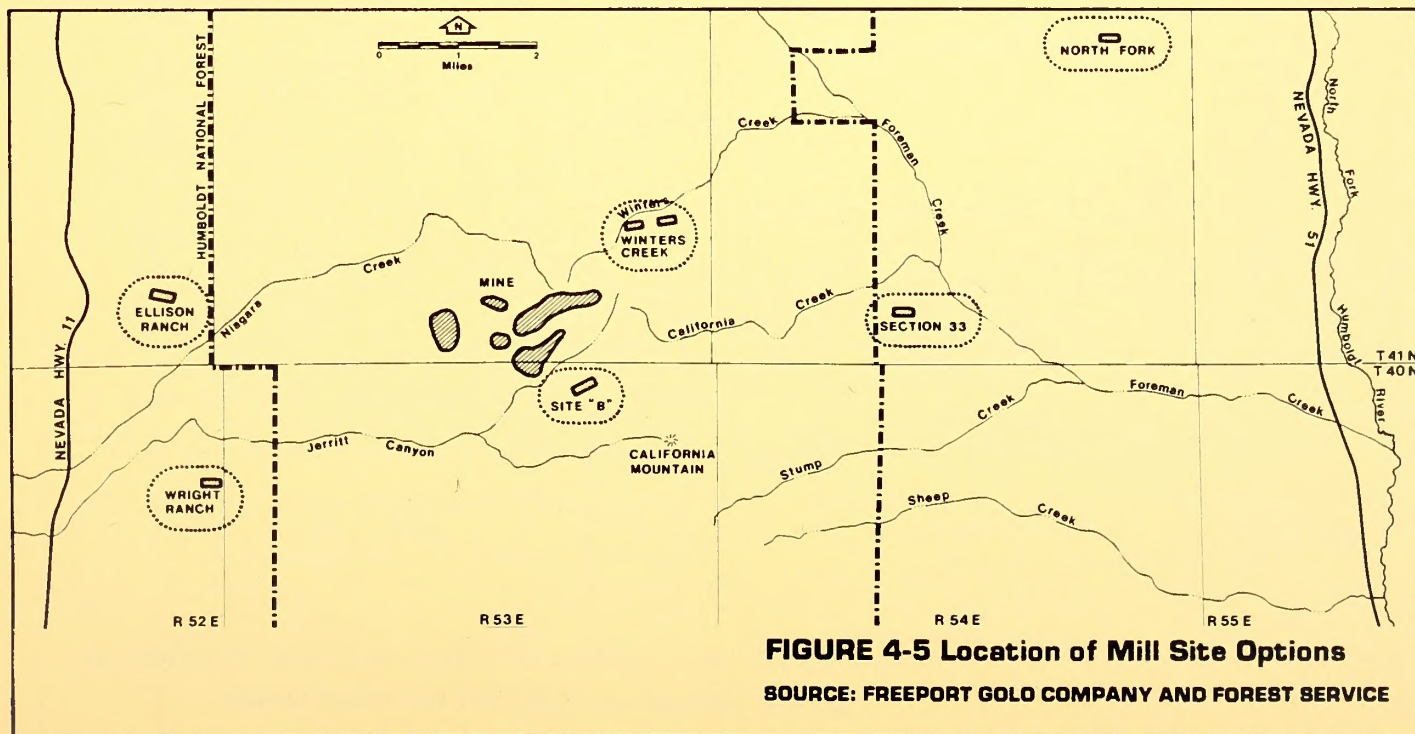 N
0 1 2
Miles
NORTH FORK
HUMBOLDT NATIONAL FOREST
NEVADA HWY. 11
NEVADA HWY. 51
North
Fork
Humboldt
River
Creek
Foreman
Creek
Winters
WINTERS
CREEK
Creek
Niagara
MINE
ELLISON
RANCH
Creek
California
SECTION 33
T 41 N
T 40 N
SITE "B"
Creek
Foreman
Creek
Jerritt
Canyon
CALIFORNIA
MOUNTAIN
Stump
WRIGHT
RANCH
Sheep
Creek
R 52 E
R 53 E
R 54 E
R 55 E
FIGURE 4-5 Location of Mill Site Options
SOURCE: FREEPORT GOLO COMPANY AND FOREST SERVICE